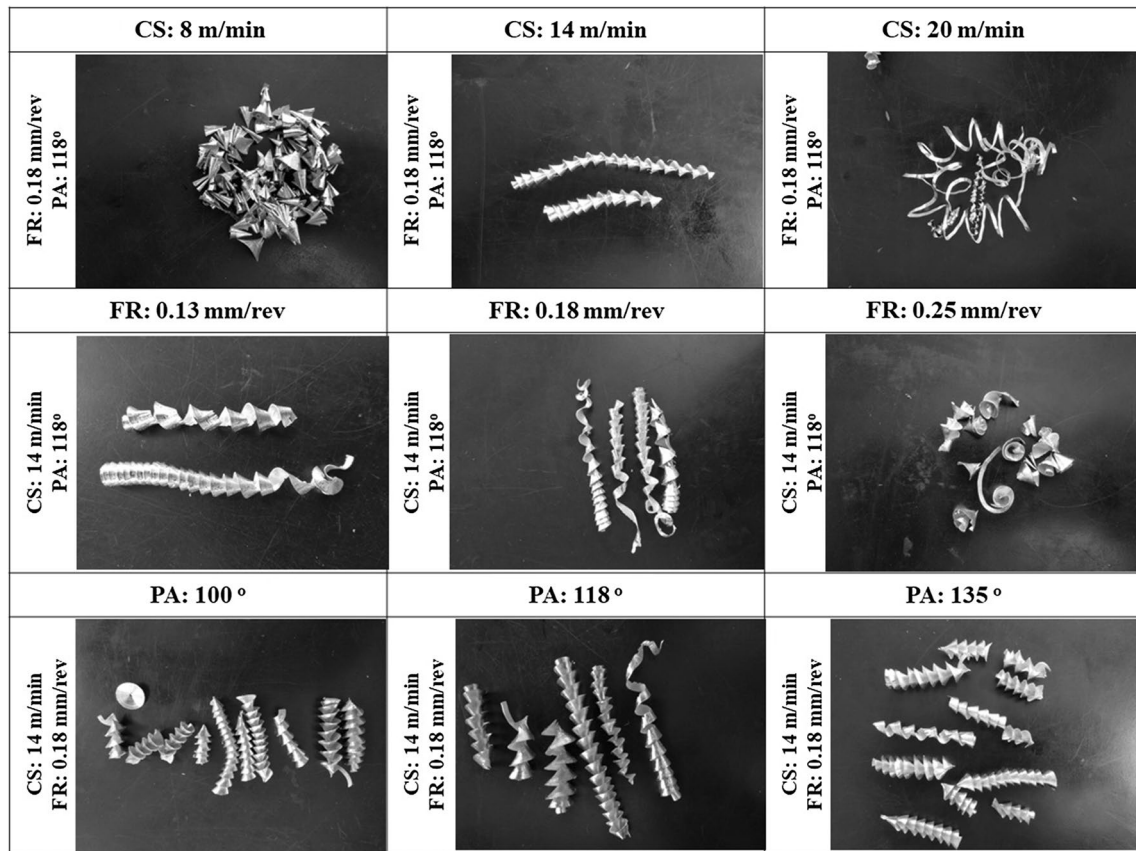 CS: 8 m/min
CS: 14 m/min
CS: 20 m/min
FR: 0.18 mm/rev
PA: 118°
FR: 0.18 mm/rev
PA: 118°
FR: 0.18 mm/rev
PA: 118°
FR: 0.13 mm/rev
FR: 0.18 mm/rev
FR: 0.25 mm/rev
CS: 14 m/min
PA: 118°
CS: 14 m/min
PA: 118°
CS: 14 m/min
PA: 118°
PA: 100 °
PA: 118 °
PA: 135 °
CS: 14 m/min
FR: 0.18 mm/rev
CS: 14 m/min
FR: 0.18 mm/rev
CS: 14 m/min
FR: 0.18 mm/rev